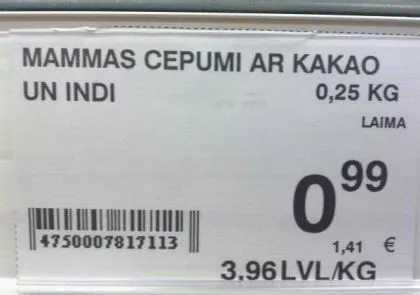 MAMMAS CEPUMI AR KAKAO
UN INDI 0,25 KG
LAIMA
0 99
4750007817113
1,41 €
3,96 LVL/KG